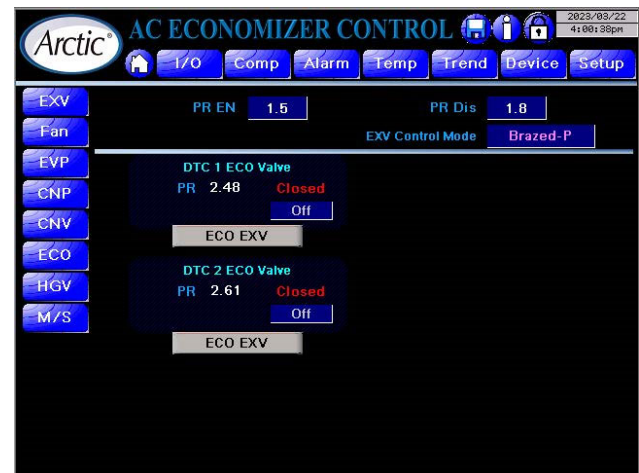 Arctic®
AC ECONOMIZER CONTROL
2023/03/22
4:00:38pm
I/O Comp Alarm Temp Trend Device Setup
EXV
Fan
EVP
CNP
CNV
ECO
HGV
M/S
PR EN 1.5 PR Dis 1.8
EXV Control Mode Brazed-P
DTC 1 ECO Valve
PR 2.48 Closed
Off
ECO EXV
DTC 2 ECO Valve
PR 2.61 Closed
Off
ECO EXV